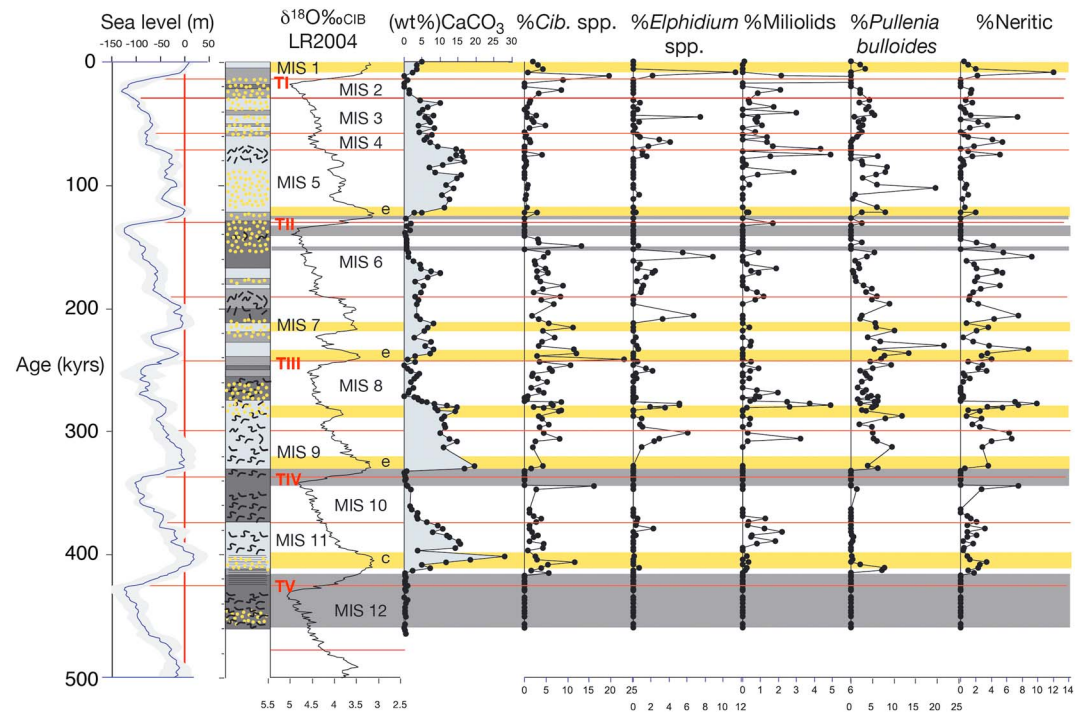 Sea level (m)
-150 -100 -50 0 50
δ18O‰CIB
LR2004
(wt%)CaCO3
0 5 10 15 20 25 30
%Cib. spp.
%Elphidium
spp.
%Miliolids
%Pullenia
bulloides
%Neritic
0
100
200
Age (kyrs)
300
400
500
MIS 1
TI
MIS 2
MIS 3
MIS 4
MIS 5
e
TII
MIS 6
MIS 7
e
TIII
MIS 8
MIS 9
e
TIV
MIS 10
MIS 11
c
TV
MIS 12
5.5 5 4.5 4 3.5 3 2.5
0 5 10 15 20 25
0 2 4 6 8 10 12
0 1 2 3 4 5 6
0 5 10 15 20 25
0 2 4 6 8 10 12 14